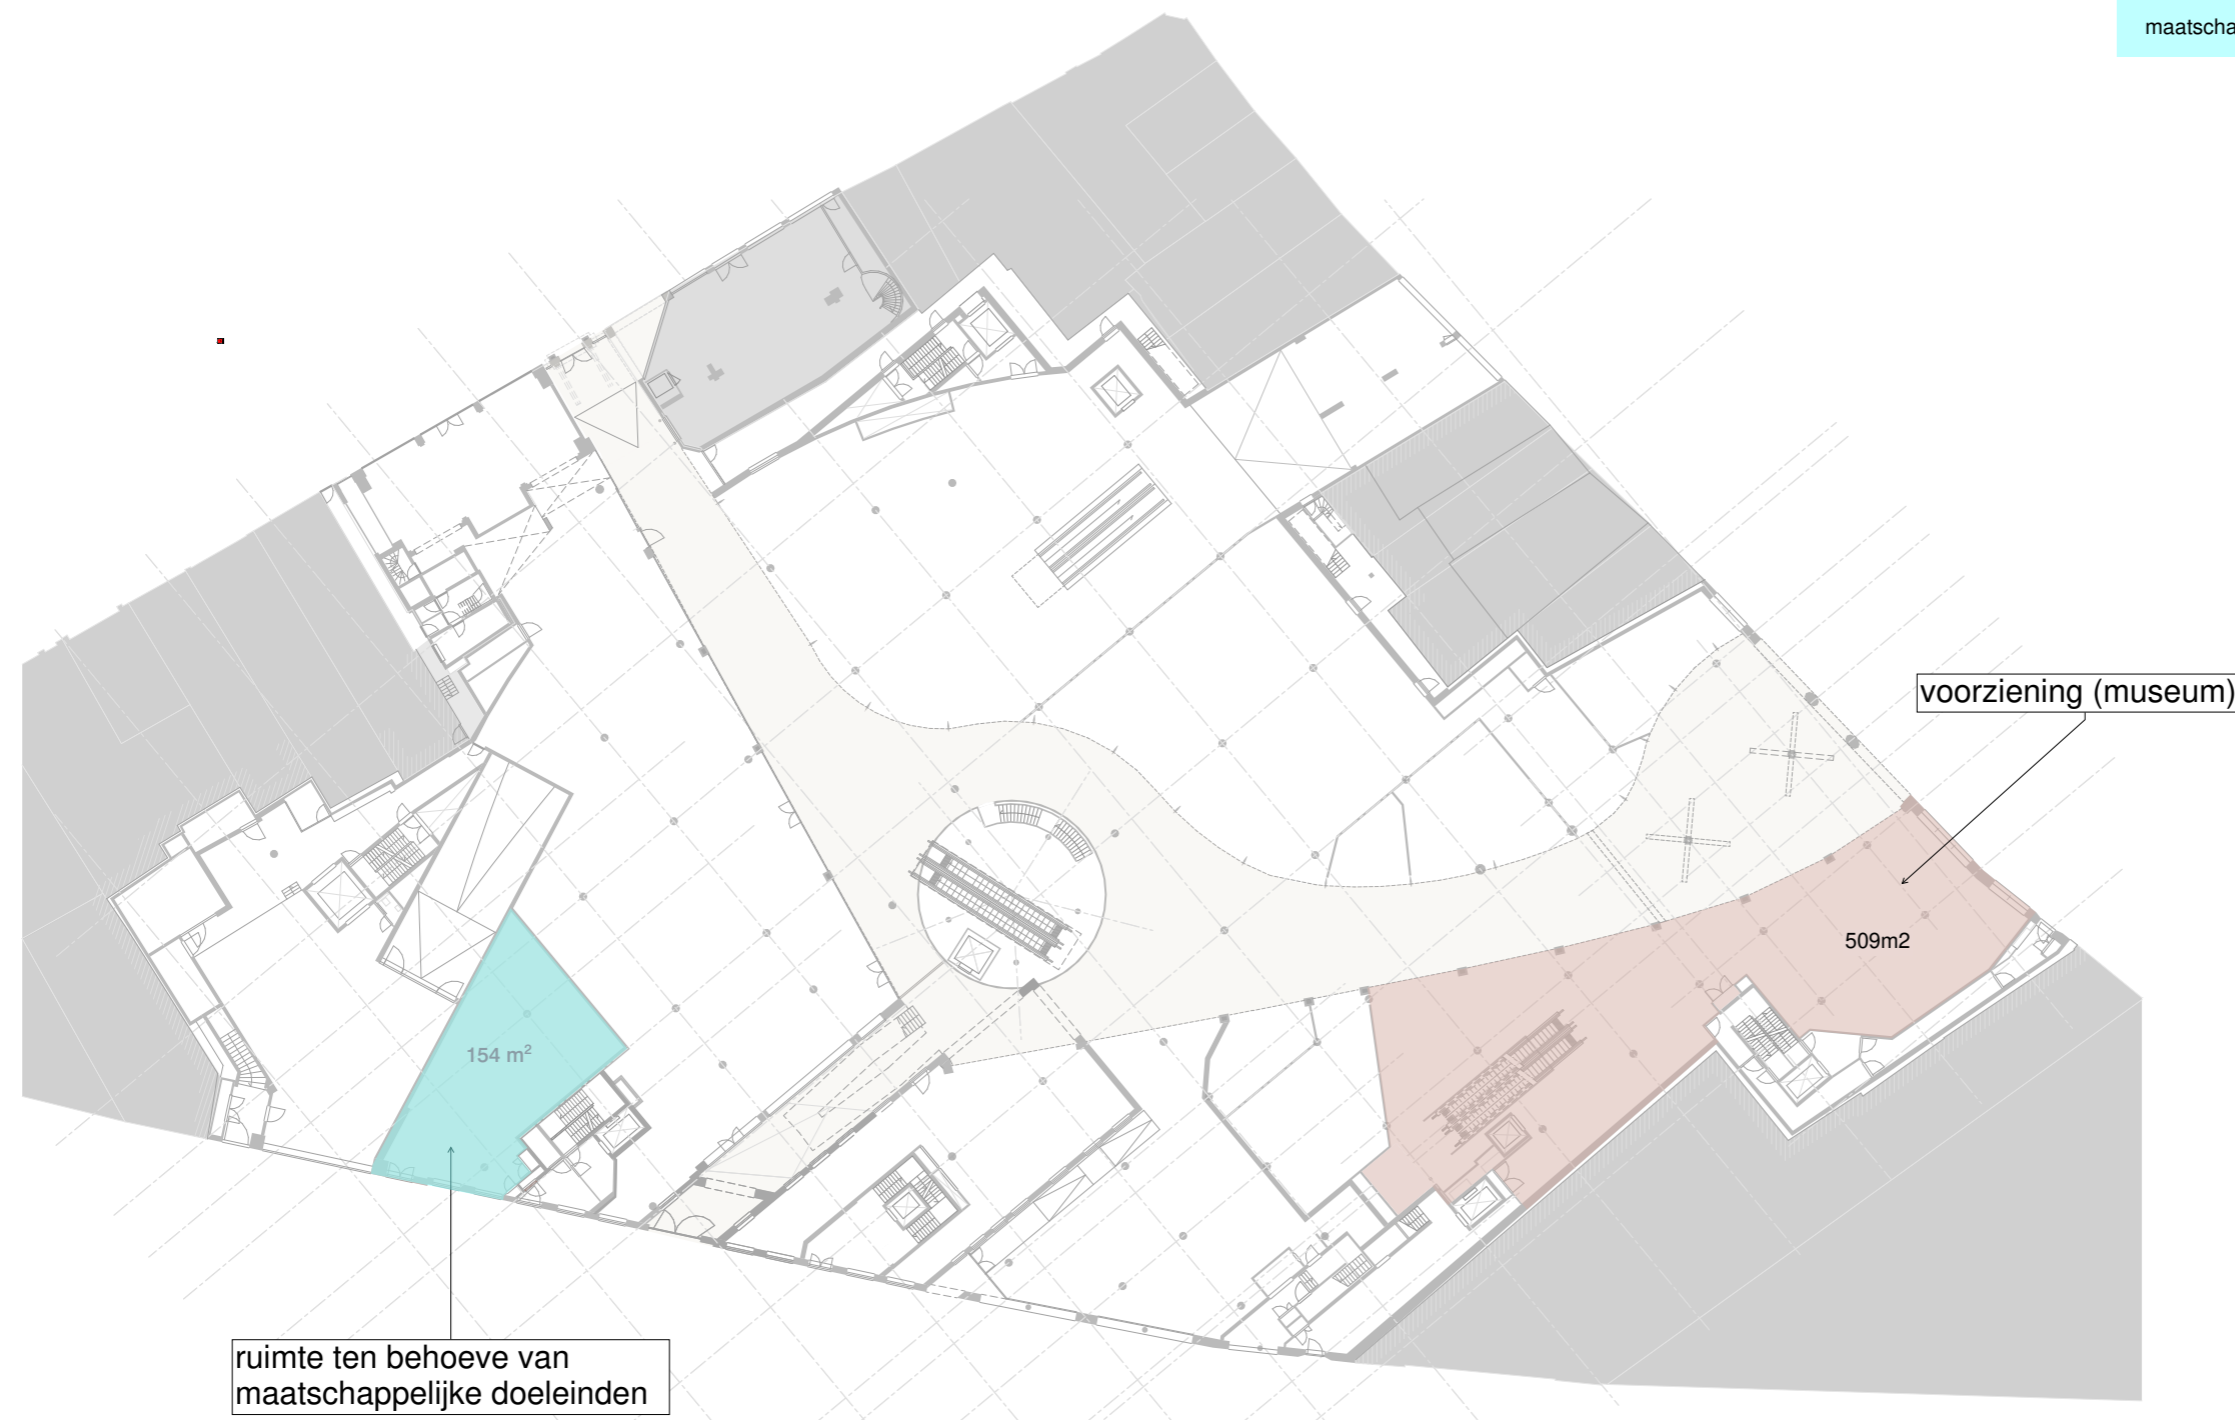 maatscha
voorziening (museum)
509m2
154 m²
ruimte ten behoeve van
maatschappelijke doeleinden